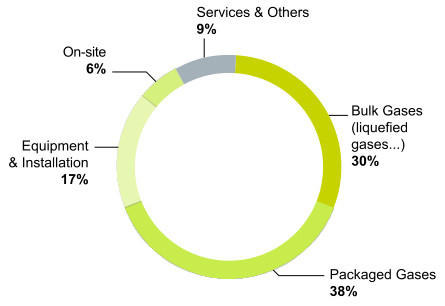 Services & Others
9%
On-site
6%
Bulk Gases
(liquefied
gases...)
30%
Equipment
& Installation
17%
Packaged Gases
38%